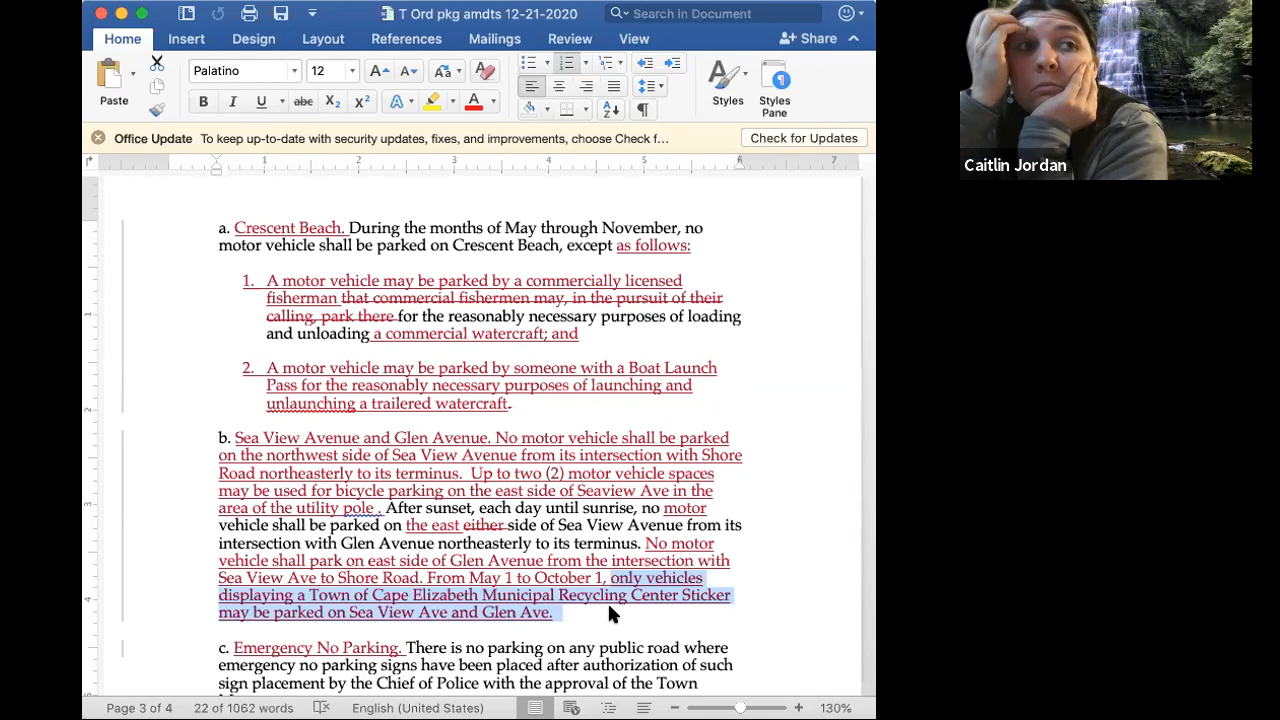 T Ord pkg amdts 12-21-2020
Search in Document
Home Insert Design Layout References Mailings Review View Share
Palatino 12
Paste
Styles Styles Pane
Office Update To keep up-to-date with security updates, fixes, and improvements, choose Check f... Check for Updates
1 2 3 4 5 6 7
a. Crescent Beach. During the months of May through November, no
motor vehicle shall be parked on Crescent Beach, except as follows:
1. A motor vehicle may be parked by a commercially licensed
fisherman that commercial fishermen may, in the pursuit of their
calling, park there for the reasonably necessary purposes of loading
and unloading a commercial watercraft; and
2. A motor vehicle may be parked by someone with a Boat Launch
Pass for the reasonably necessary purposes of launching and
unlaunching a trailered watercraft.
b. Sea View Avenue and Glen Avenue. No motor vehicle shall be parked
on the northwest side of Sea View Avenue from its intersection with Shore
Road northeasterly to its terminus. Up to two (2) motor vehicle spaces
may be used for bicycle parking on the east side of Seaview Ave in the
area of the utility pole . After sunset, each day until sunrise, no motor
vehicle shall be parked on the east either side of Sea View Avenue from its
intersection with Glen Avenue northeasterly to its terminus. No motor
vehicle shall park on east side of Glen Avenue from the intersection with
Sea View Ave to Shore Road. From May 1 to October 1, only vehicles
displaying a Town of Cape Elizabeth Municipal Recycling Center Sticker
may be parked on Sea View Ave and Glen Ave.
c. Emergency No Parking. There is no parking on any public road where
emergency no parking signs have been placed after authorization of such
sign placement by the Chief of Police with the approval of the Town
Page 3 of 4 22 of 1062 words English (United States) 130%
Caitlin Jordan